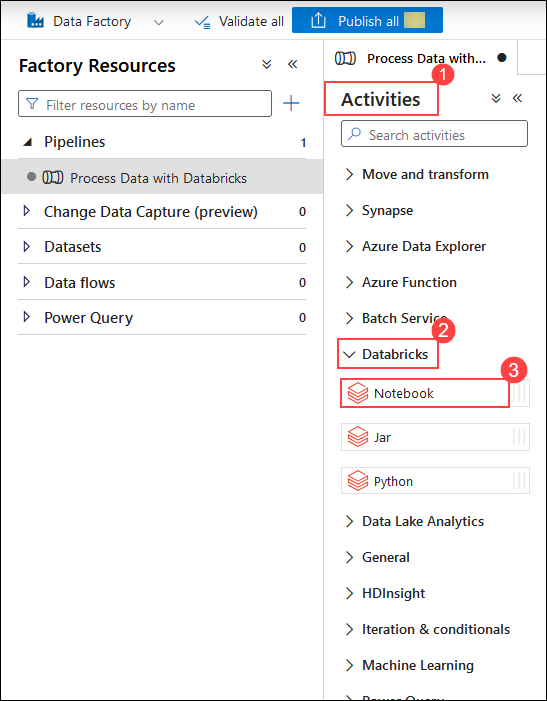 Data Factory
Validate all
Publish all
Factory Resources
Filter resources by name
Pipelines 1
Process Data with Databricks
Change Data Capture (preview) 0
Datasets 0
Data flows 0
Power Query 0
Process Data with...
1
Activities
Search activities
Move and transform
Synapse
Azure Data Explorer
Azure Function
Batch Service
2
Databricks
3
Notebook
Jar
Python
Data Lake Analytics
General
HDInsight
Iteration & conditionals
Machine Learning
Power Query